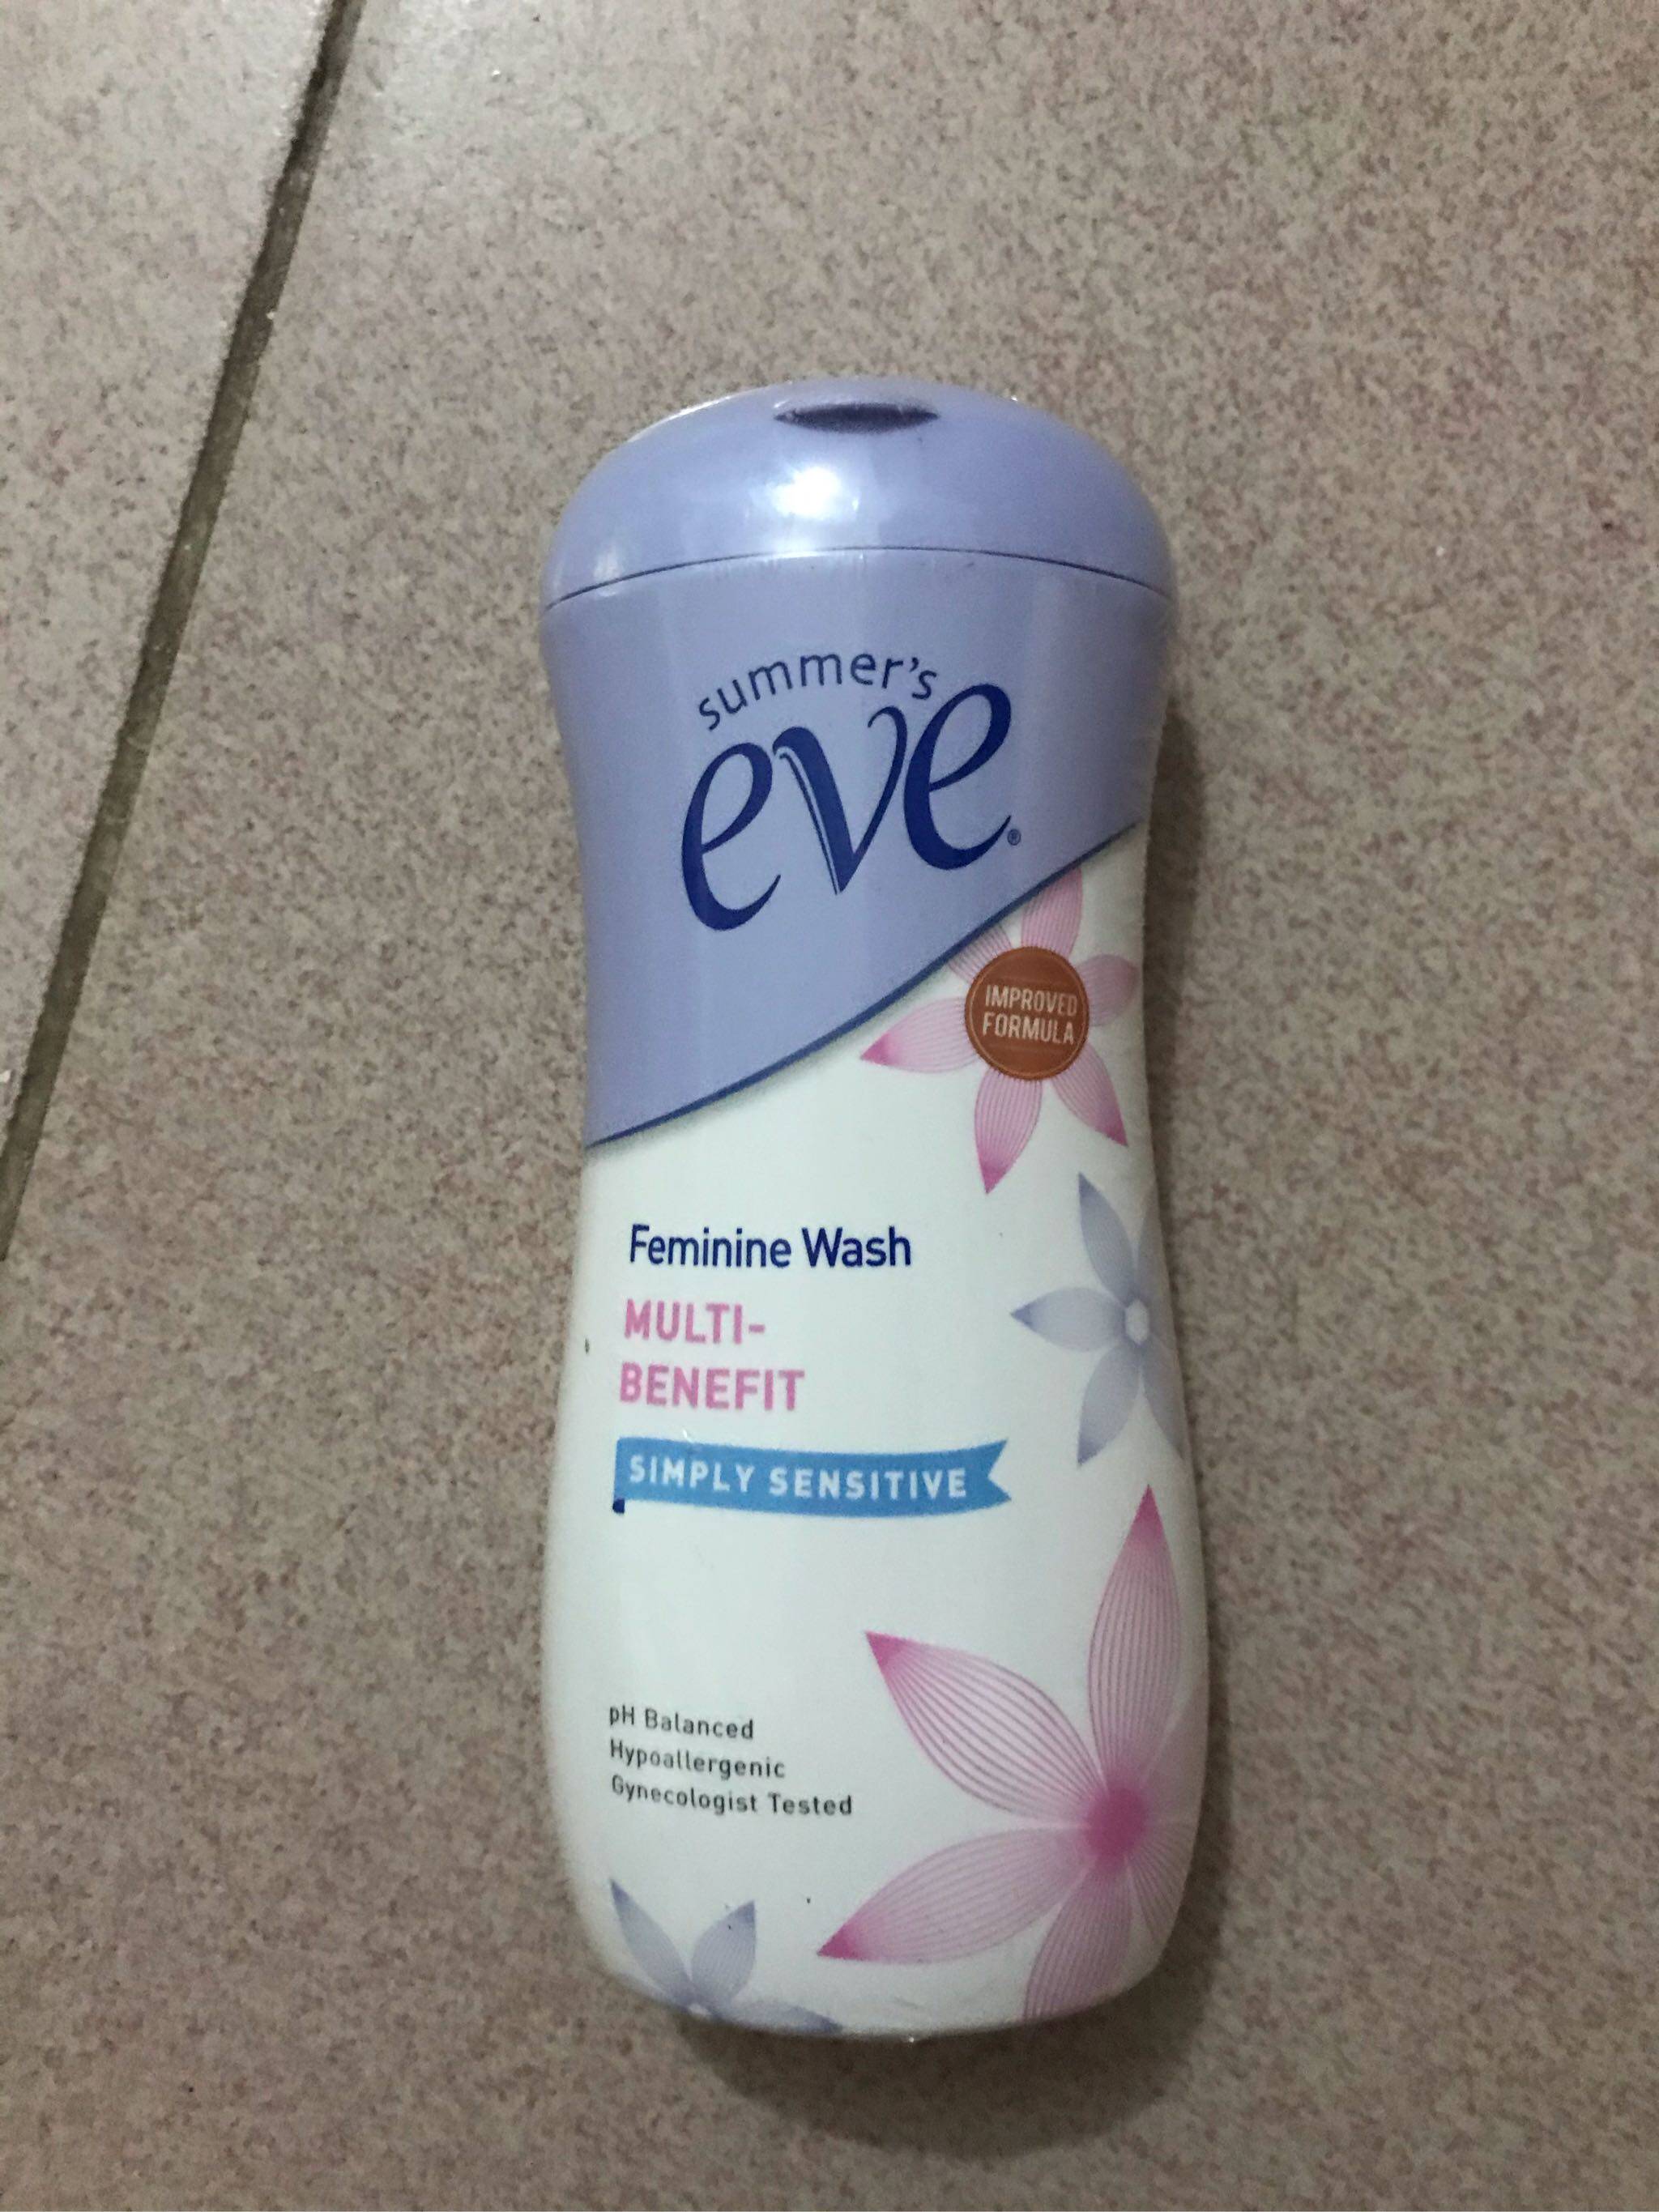 summer's
eve®
IMPROVED
FORMULA
Feminine Wash
MULTI-
BENEFIT
SIMPLY SENSITIVE
pH Balanced
Hypoallergenic
Gynecologist Tested